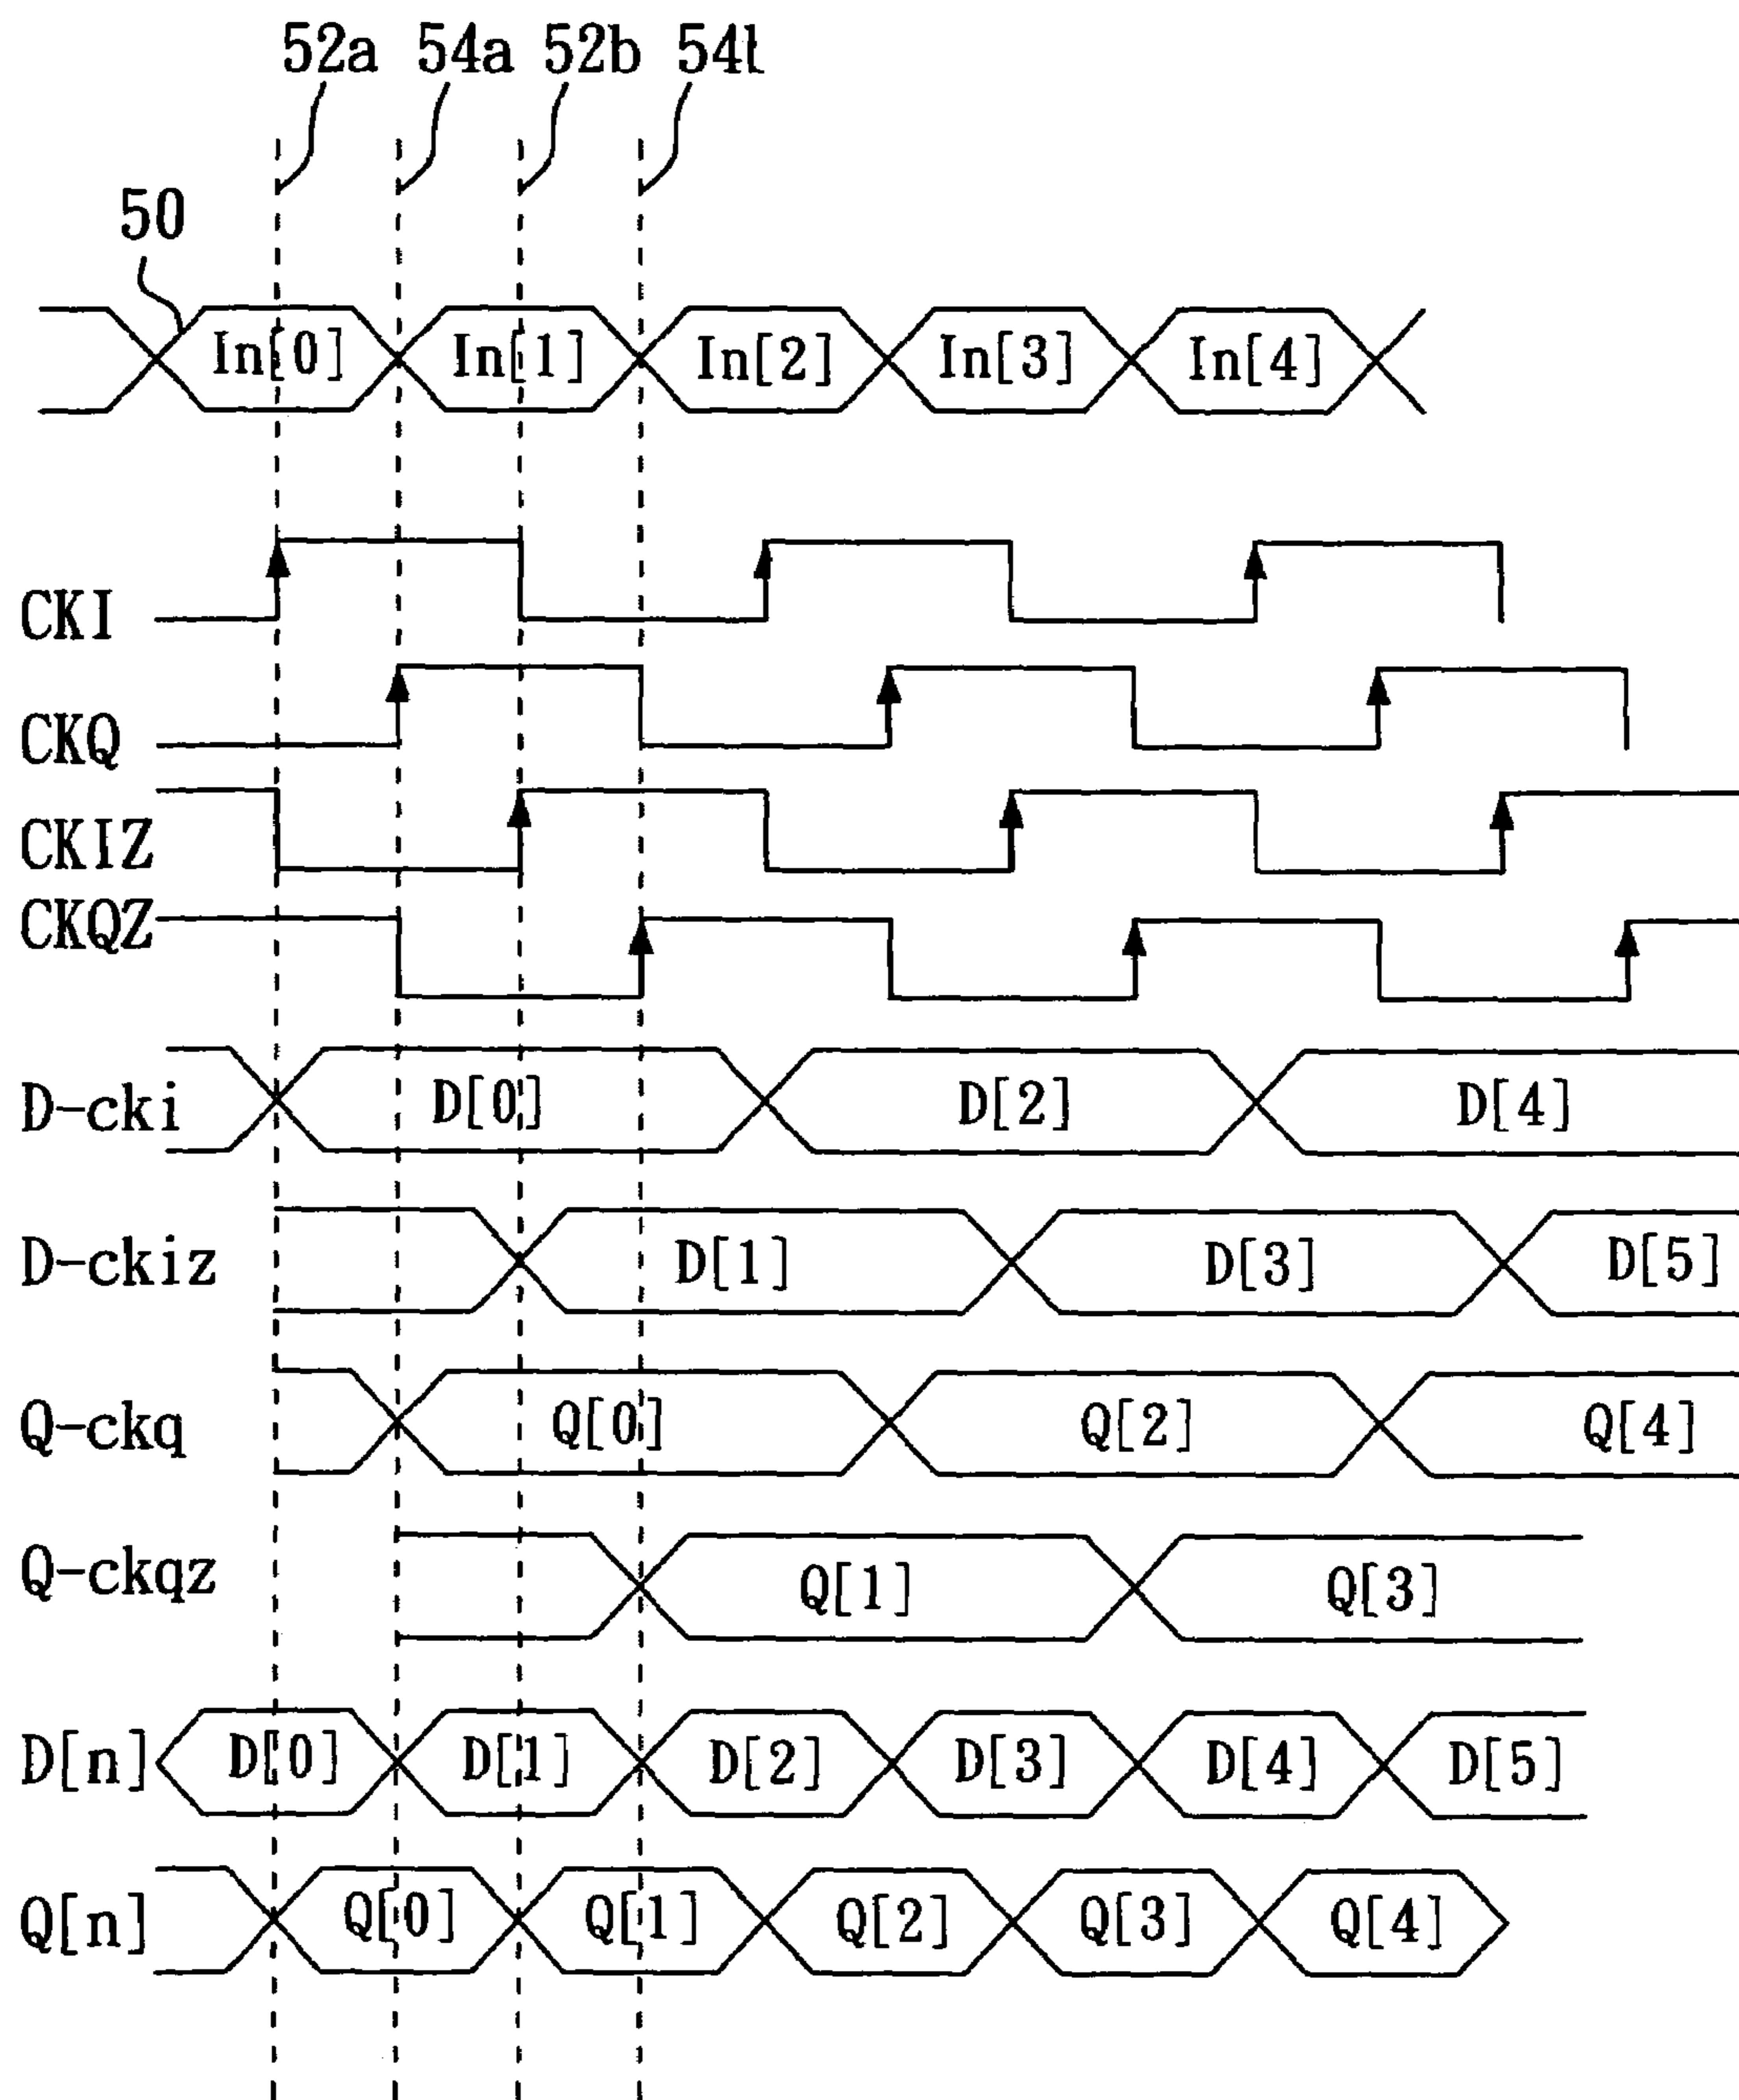 52a 54a 52b 54l
50
In[0] In[1] In[2] In[3] In[4]
CKI
CKQ
CKIZ
CKQZ
D-cki D[0] D[2] D[4]
D-ckiz D[1] D[3] D[5]
Q-ckq Q[0] Q[2] Q[4]
Q-ckqz Q[1] Q[3]
D[n] D[0] D[1] D[2] D[3] D[4] D[5]
Q[n] Q[0] Q[1] Q[2] Q[3] Q[4]